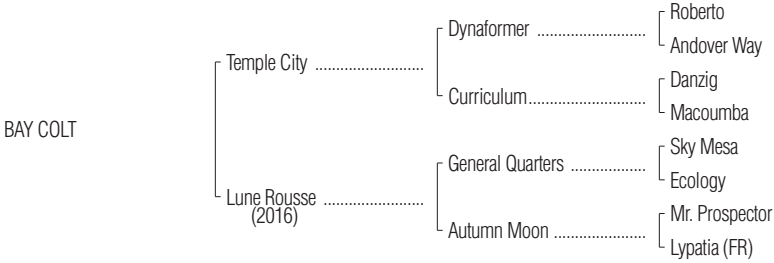 BAY COLT
Temple City ..........................
Lune Rousse ........................
(2016)
Dynaformer ..........................
Curriculum............................
General Quarters ..................
Autumn Moon ......................
Roberto
Andover Way
Danzig
Macoumba
Sky Mesa
Ecology
Mr. Prospector
Lypatia (FR)